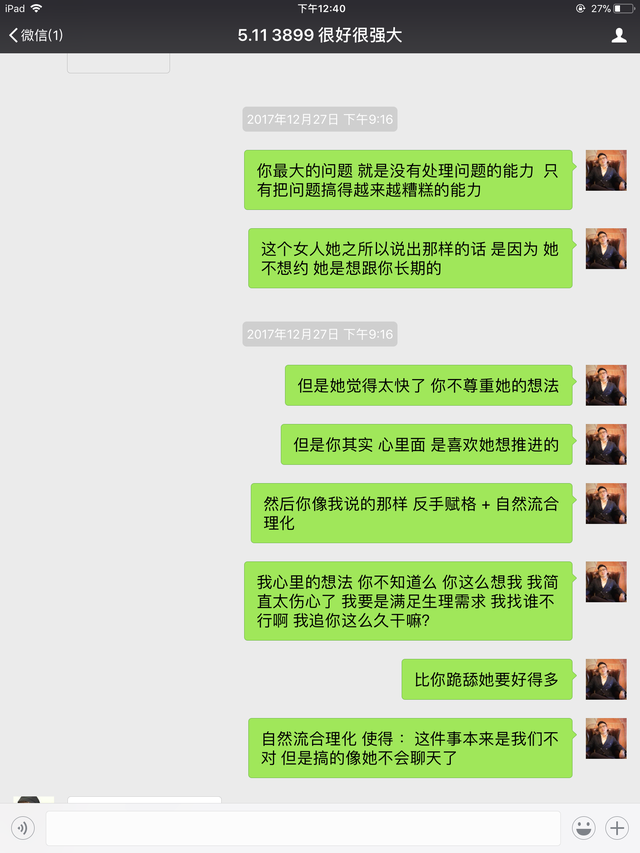 iPad
下午12:40
27%
微信(1)
5.11 3899 很好很强大
2017年12月27日 下午9:16
你最大的问题 就是没有处理问题的能力 只
有把问题搞得越来越糟糕的能力
这个女人她之所以说出那样的话 是因为 她
不想约 她是想跟你长期的
2017年12月27日 下午9:16
但是她觉得太快了 你不尊重她的想法
但是你其实 心里面 是喜欢她想推进的
然后你像我说的那样 反手赋格 + 自然流合
理化
我心里的想法 你不知道么 你这么想我 我简
直太伤心了 我要是满足生理需求 我找谁不
行啊 我追你这么久干嘛?
比你跪舔她要好得多
自然流合理化 使得： 这件事本来是我们不
对 但是搞的像她不会聊天了